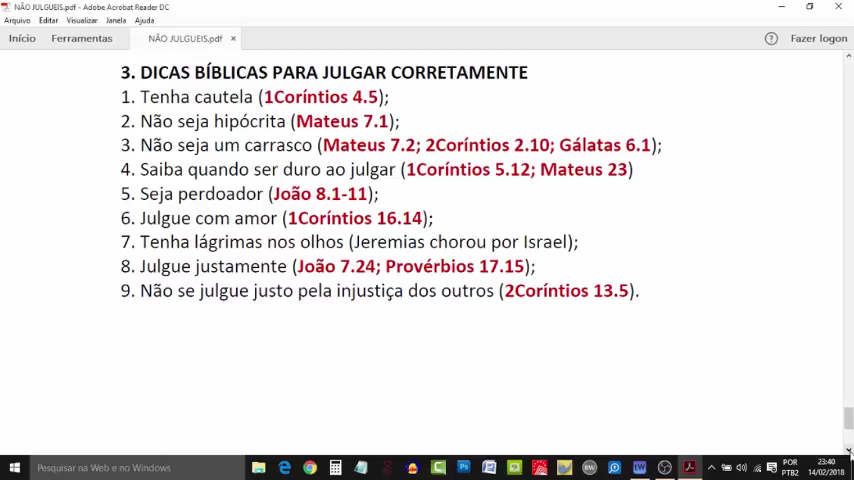 NÃO JULGUEIS.pdf - Adobe Acrobat Reader DC
Arquivo Editar Visualizar Janela Ajuda
Início Ferramentas NÃO JULGUEIS.pdf × ? Fazer logon
3. DICAS BÍBLICAS PARA JULGAR CORRETAMENTE
1. Tenha cautela (1Coríntios 4.5);
2. Não seja hipócrita (Mateus 7.1);
3. Não seja um carrasco (Mateus 7.2; 2Coríntios 2.10; Gálatas 6.1);
4. Saiba quando ser duro ao julgar (1Coríntios 5.12; Mateus 23)
5. Seja perdoador (João 8.1-11);
6. Julgue com amor (1Coríntios 16.14);
7. Tenha lágrimas nos olhos (Jeremias chorou por Israel);
8. Julgue justamente (João 7.24; Provérbios 17.15);
9. Não se julgue justo pela injustiça dos outros (2Coríntios 13.5).
Pesquisar na Web e no Windows
Ps
BW
LW
POR
PTB2
23:40
14/02/2018